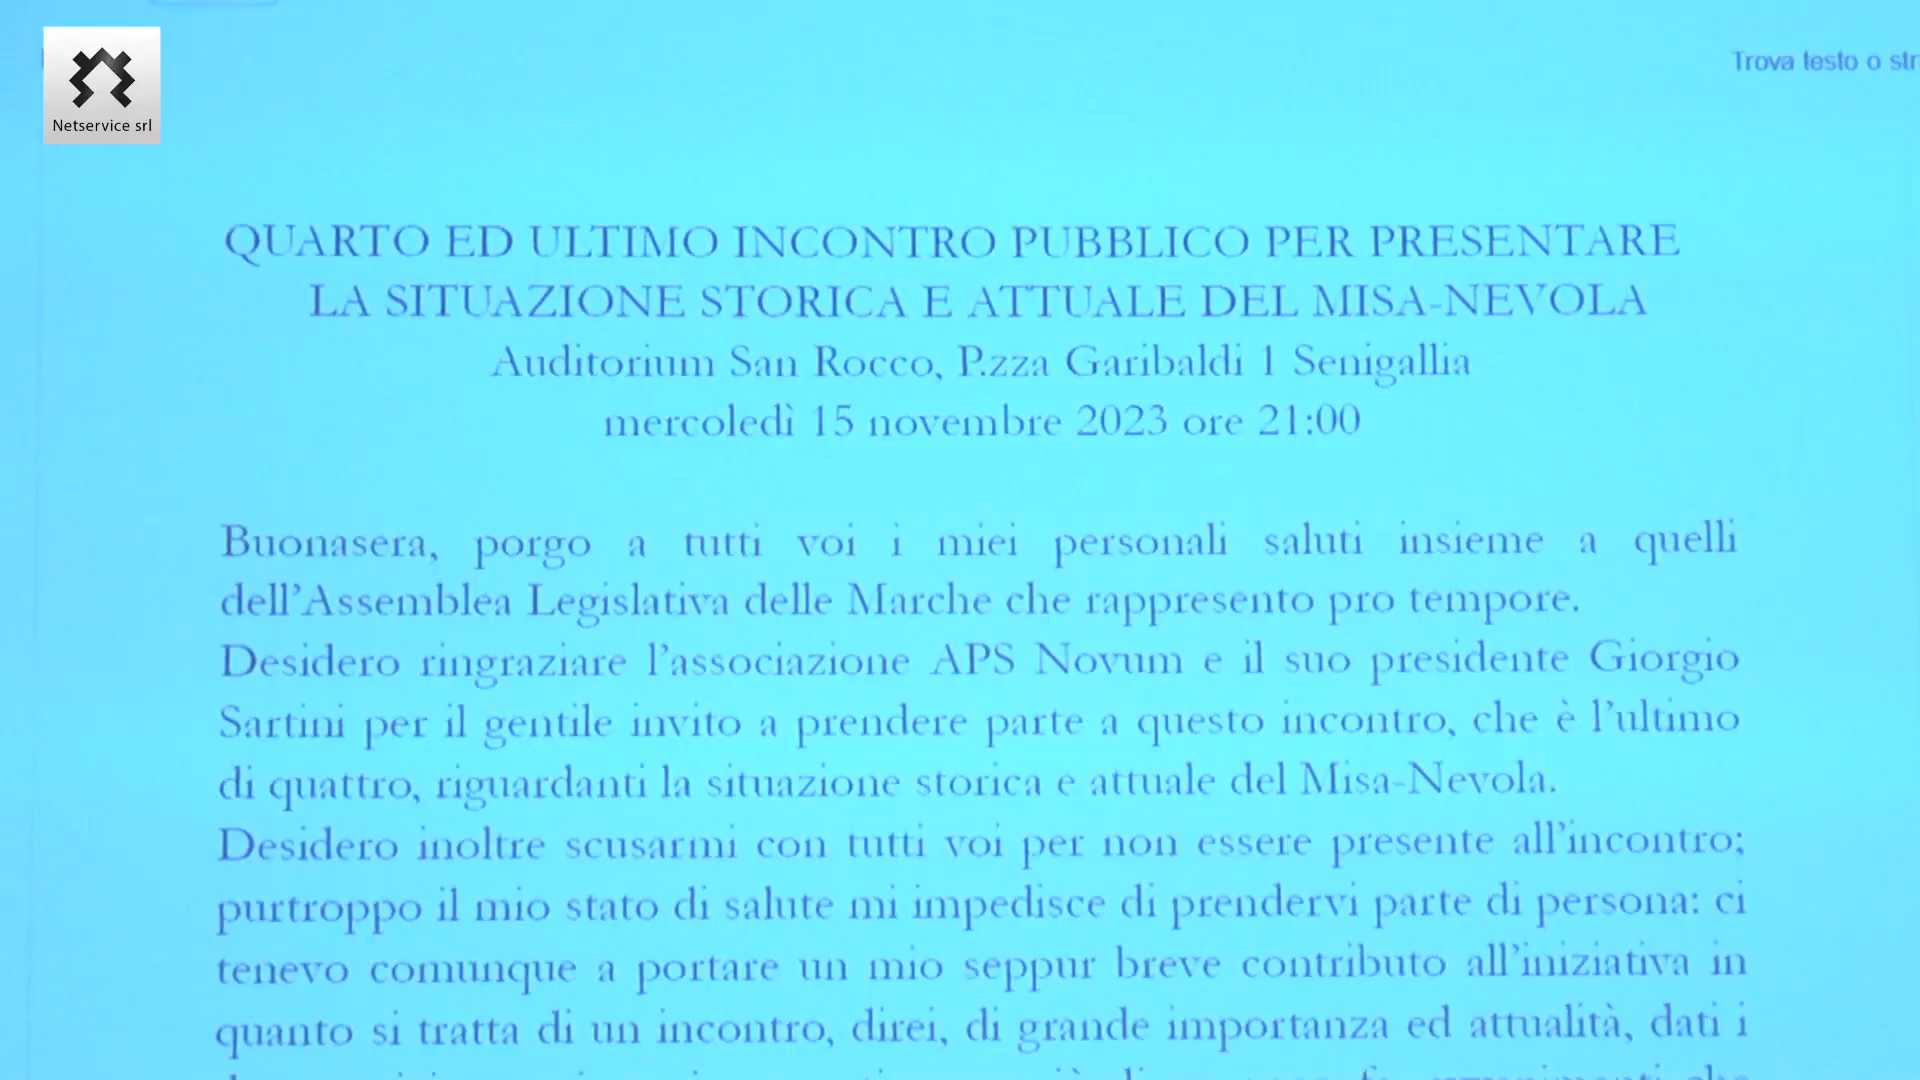 Netservice srl
Trova testo o str
QUARTO ED ULTIMO INCONTRO PUBBLICO PER PRESENTARE
LA SITUAZIONE STORICA E ATTUALE DEL MISA-NEVOLA
Auditorium San Rocco, P.zza Garibaldi 1 Senigallia
mercoledì 15 novembre 2023 ore 21:00
Buonasera, porgo a tutti voi i miei personali saluti insieme a quelli
dell’Assemblea Legislativa delle Marche che rappresento pro tempore.
Desidero ringraziare l’associazione APS Novum e il suo presidente Giorgio
Sartini per il gentile invito a prendere parte a questo incontro, che è l’ultimo
di quattro, riguardanti la situazione storica e attuale del Misa-Nevola.
Desidero inoltre scusarmi con tutti voi per non essere presente all’incontro;
purtroppo il mio stato di salute mi impedisce di prendervi parte di persona: ci
tenevo comunque a portare un mio seppur breve contributo all’iniziativa in
quanto si tratta di un incontro, direi, di grande importanza ed attualità, dati i